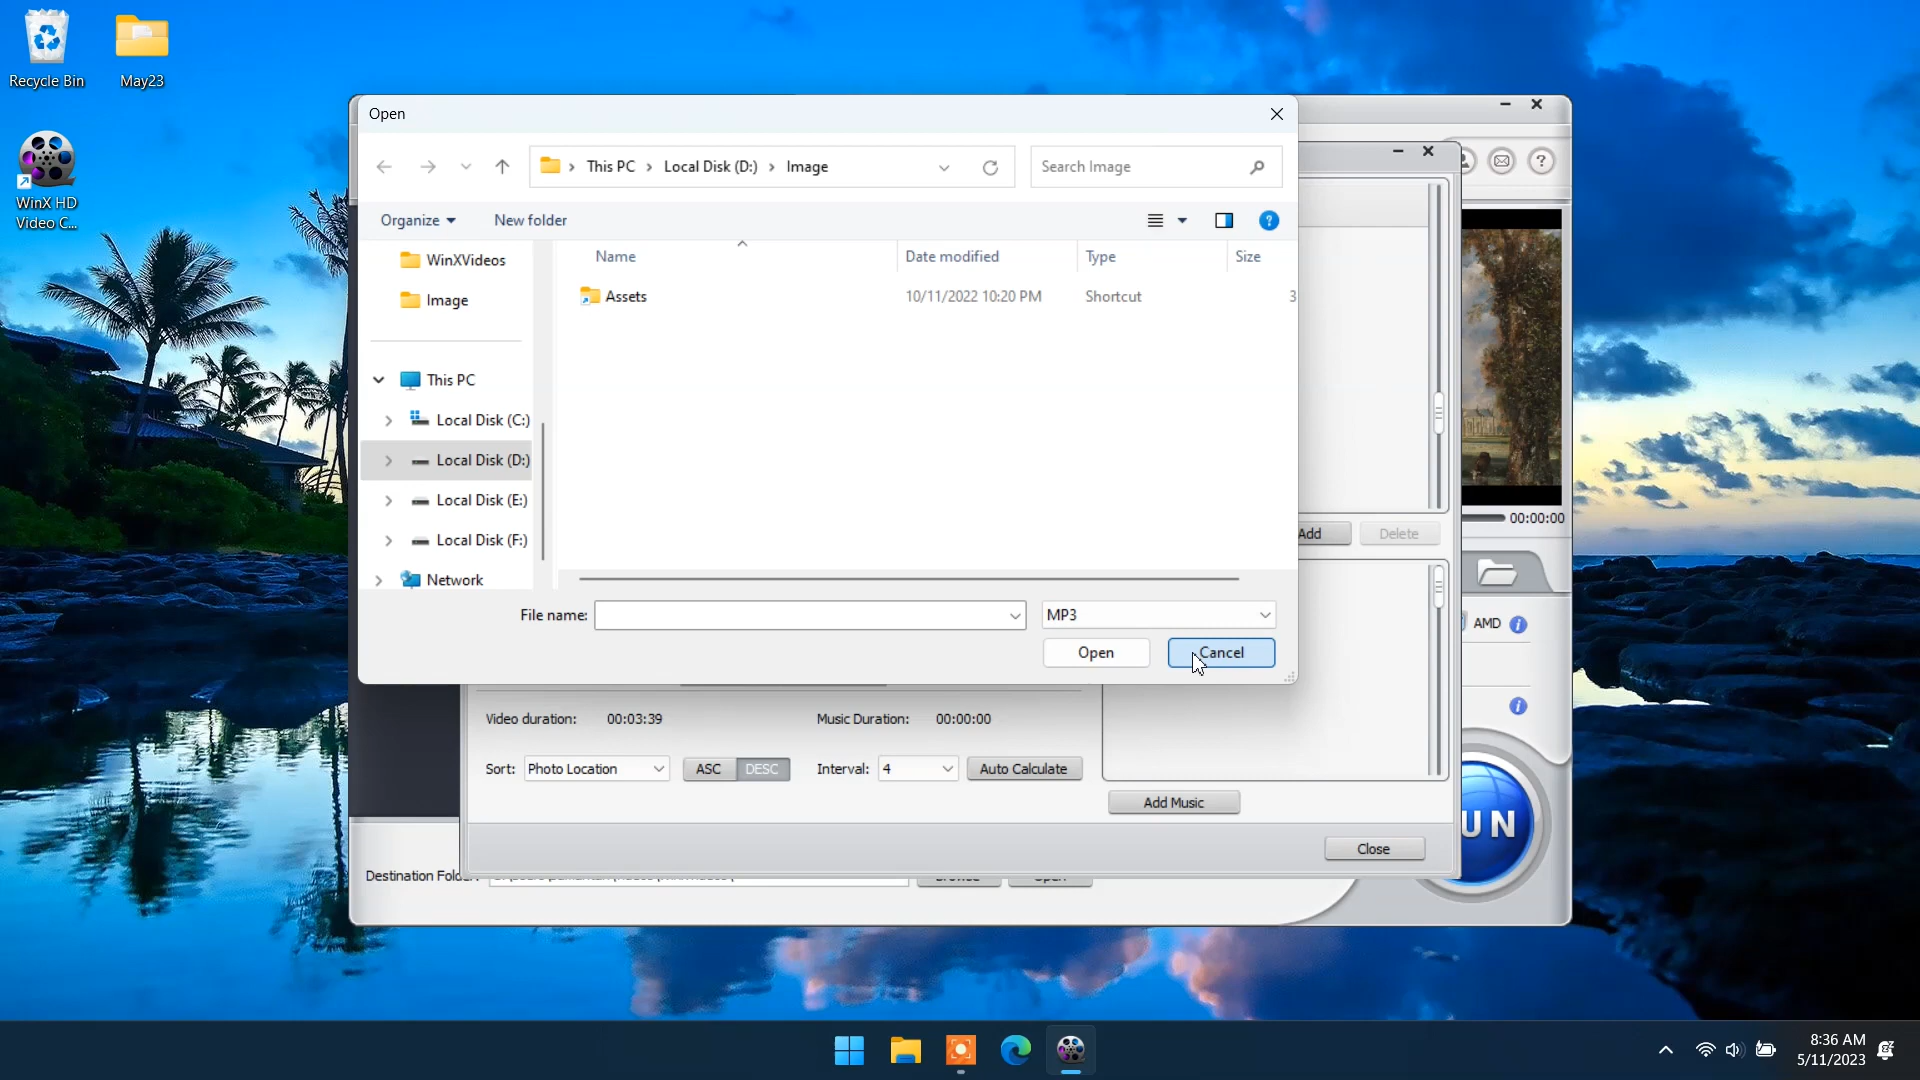 Recycle Bin
May23
WinX HD
Video C...
Open
This PC
Local Disk (D:)
Image
Search Image
Organize
New folder
WinXVideos
Image
This PC
Local Disk (C:)
Local Disk (D:)
Local Disk (E:)
Local Disk (F:)
Network
Name
Date modified
Type
Size
Assets
10/11/2022 10:20 PM
Shortcut
3
File name:
MP3
Open
Cancel
Add
Delete
00:00:00
AMD
Video duration:
00:03:39
Music Duration:
00:00:00
Sort:
Photo Location
ASC
DESC
Interval:
4
Auto Calculate
Add Music
Close
UN
Destination
8:36 AM
5/11/2023